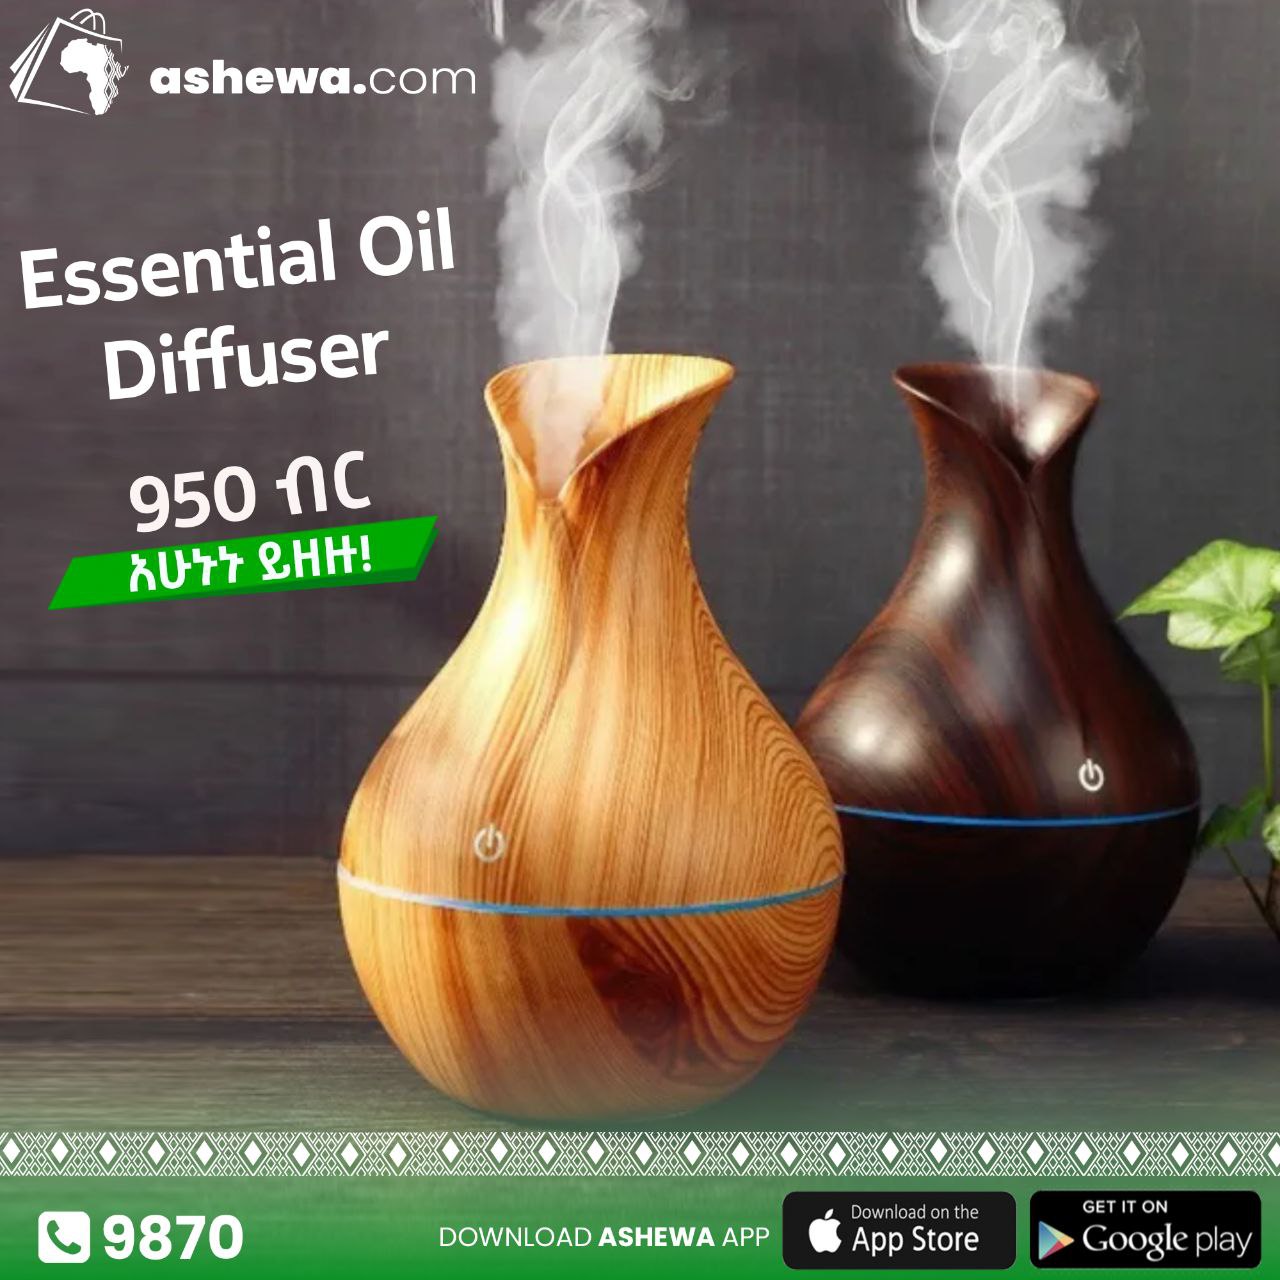 ashewa.com
Essential Oil
Diffuser
950 ብር
አሁኑኑ ይዘዙ!
9870
DOWNLOAD ASHEWA APP
Download on the
App Store
GET IT ON
Google play